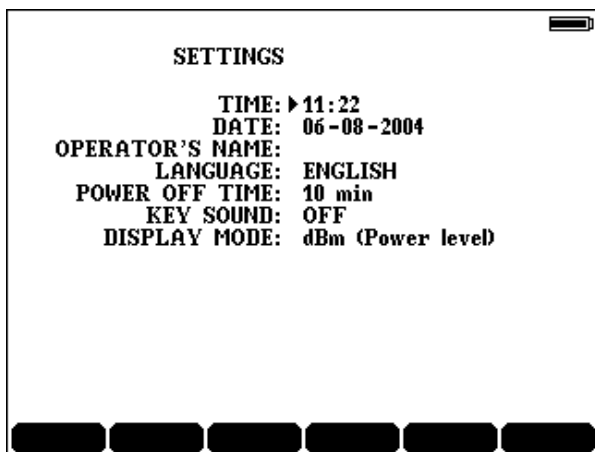 SETTINGS
TIME: 11:22
DATE: 06-08-2004
OPERATOR'S NAME:
LANGUAGE: ENGLISH
POWER OFF TIME: 10 min
KEY SOUND: OFF
DISPLAY MODE: dBm (Power level)